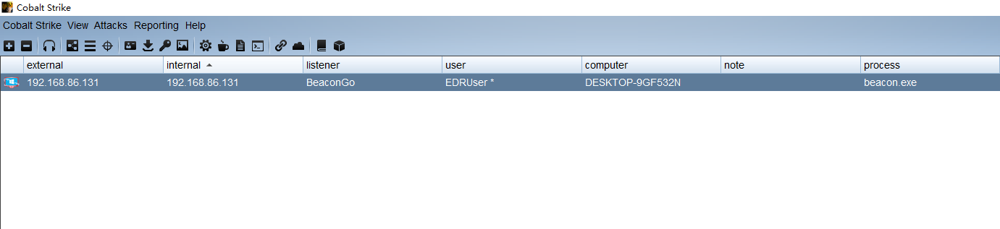 Cobalt Strike
Cobalt Strike View Attacks Reporting Help
external internal listener user computer note process
192.168.86.131 192.168.86.131 BeaconGo EDRUser * DESKTOP-9GF532N beacon.exe